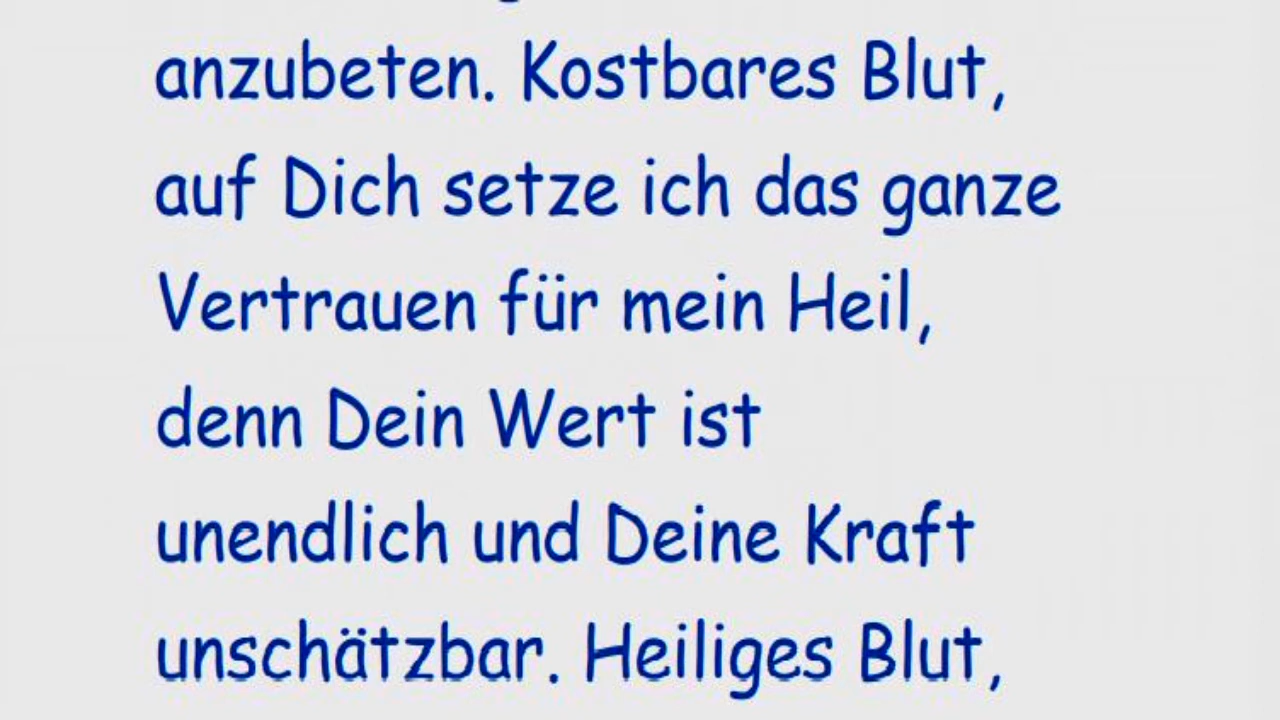 anzubeten. Kostbares Blut,
auf Dich setze ich das ganze
Vertrauen für mein Heil,
denn Dein Wert ist
unendlich und Deine Kraft
unschätzbar. Heiliges Blut,